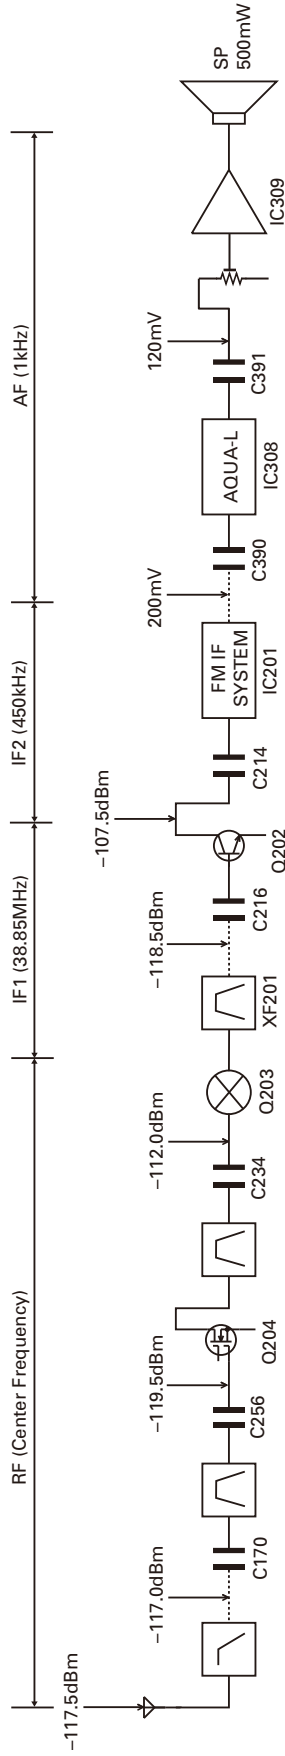 RF (Center Frequency)
IF1 (38.85MHz)
IF2 (450kHz)
AF (1kHz)
–117.5dBm
–117.0dBm
–119.5dBm
–112.0dBm
–118.5dBm
–107.5dBm
200mV
120mV
SP
500mW
FM IF
SYSTEM
AQUA-L
C170
C256
Q204
C234
Q203
XF201
C216
Q202
C214
IC201
C390
IC308
C391
IC309